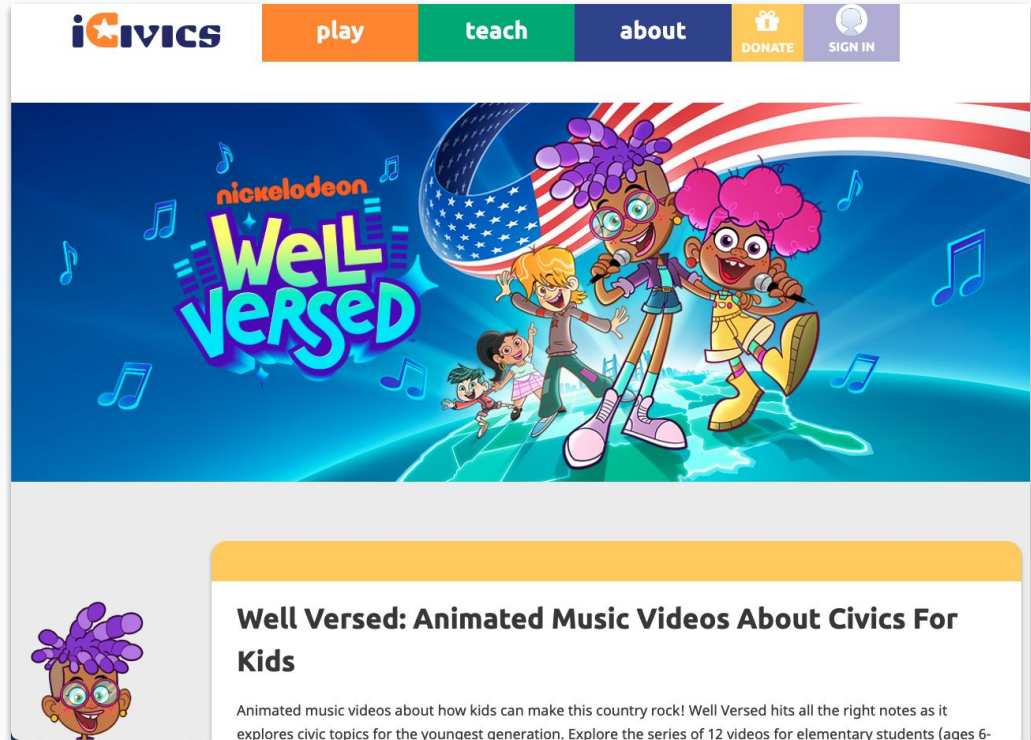 iCivics
play
teach
about
DONATE
SIGN IN
nickelodeon
Well
Versed
Well Versed: Animated Music Videos About Civics For
Kids
Animated music videos about how kids can make this country rock! Well Versed hits all the right notes as it
explores civic topics for the youngest generation. Explore the series of 12 videos for elementary students (ages 6-